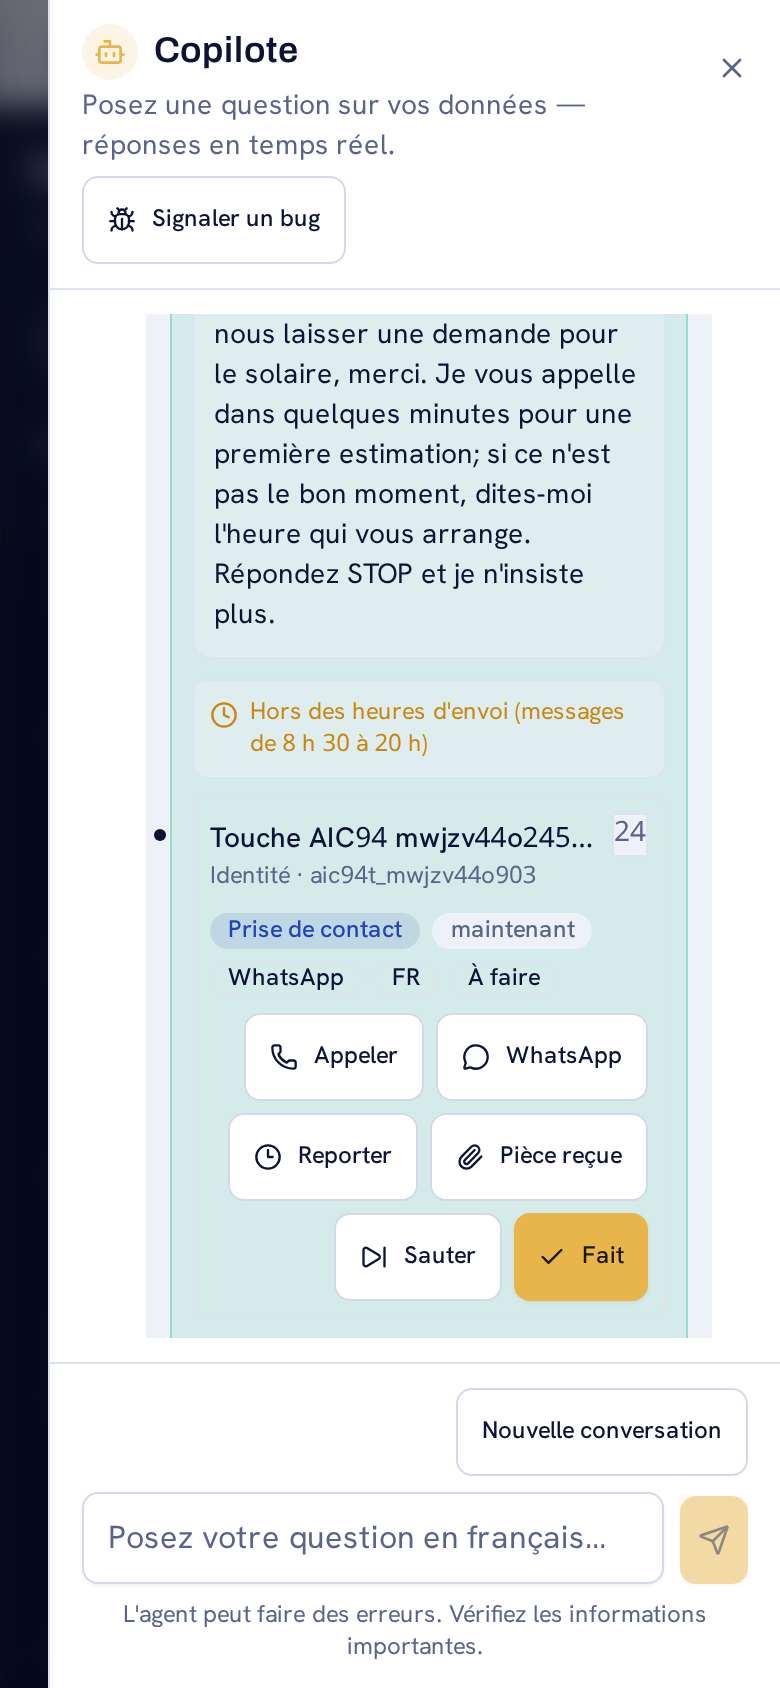 Copilote
Posez une question sur vos données —
réponses en temps réel.
Signaler un bug
nous laisser une demande pour
le solaire, merci. Je vous appelle
dans quelques minutes pour une
première estimation; si ce n'est
pas le bon moment, dites-moi
l'heure qui vous arrange.
Répondez STOP et je n'insiste
plus.
Hors des heures d'envoi (messages
de 8 h 30 à 20 h)
Touche AIC94 mwjzv44o245... 24
Identité · aic94t_mwjzv44o903
Prise de contact maintenant
WhatsApp FR À faire
Appeler WhatsApp
Reporter Pièce reçue
Sauter Fait
Nouvelle conversation
Posez votre question en français...
L'agent peut faire des erreurs. Vérifiez les informations
importantes.